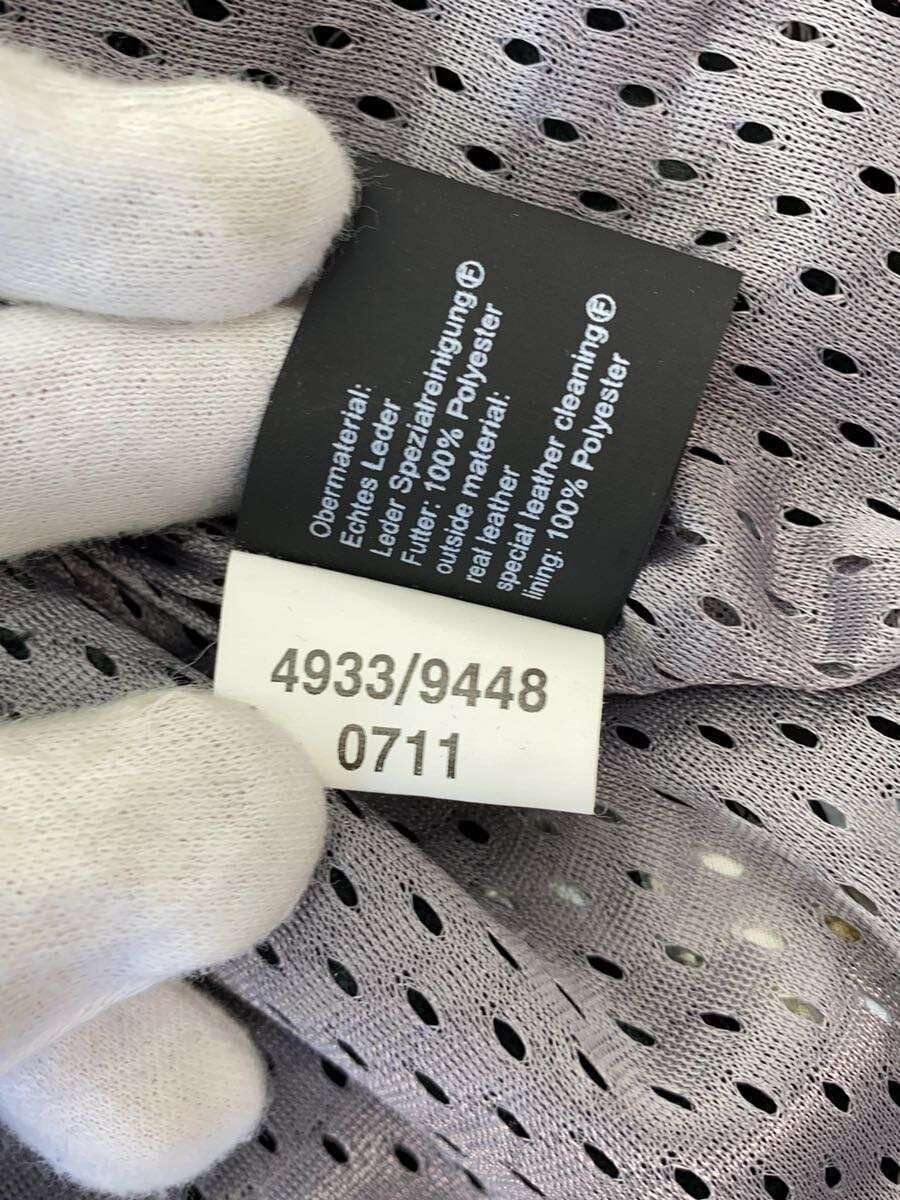 Obermaterial:
Echtes Leder
Leder Spezialreinigung Ⓕ
Futter: 100% Polyester
outside material:
real leather
special leather cleaning Ⓕ
lining: 100% Polyester
4933/9448
0711